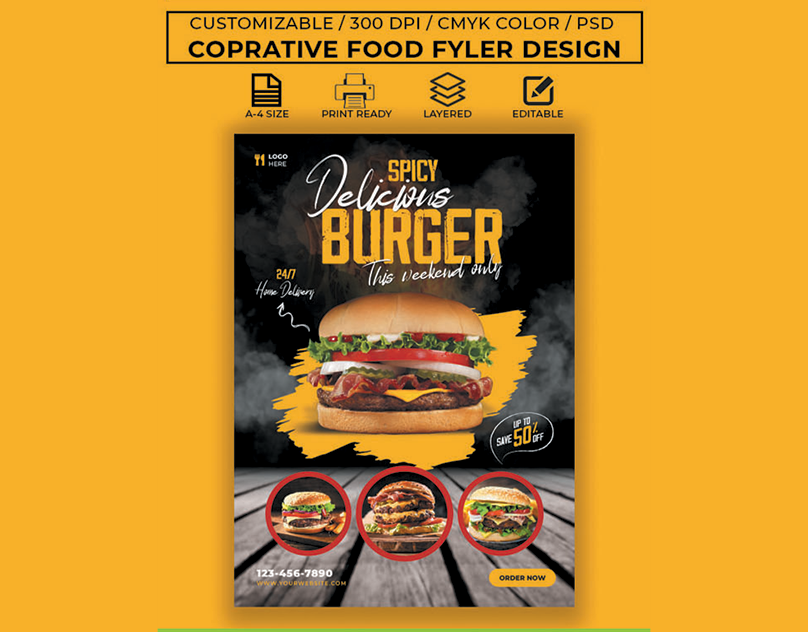 CUSTOMIZABLE / 300 DPI / CMYK COLOR / PSD
COPRATIVE FOOD FYLER DESIGN
A-4 SIZE
PRINT READY
LAYERED
EDITABLE
LOGO
HERE
SPICY
Delicious
BURGER
This weekend only
24/7
Home Delivery
UP TO
SAVE 50% OFF
123-456-7890
WWW.YOURWEBSITE.COM
ORDER NOW